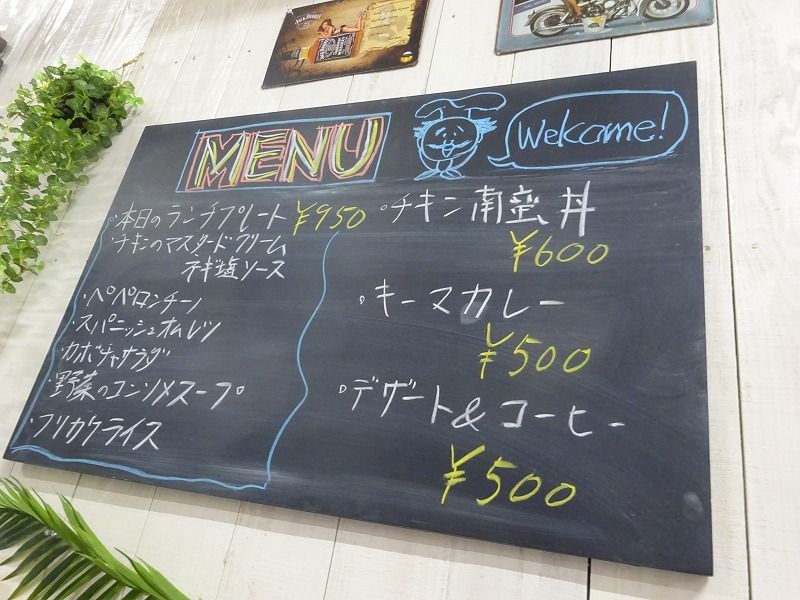 MENU
Welcome!
本日のランチプレート ¥950
・チキンのマスタードクリーム
ネギ塩ソース
・ペペロンチーノ
・スパニッシュオムレツ
・カボチャサラダ
・野菜のコンソメスープ
・フリカケライス
チキン南蛮丼
¥600
キーマカレー
¥500
デザート&コーヒー
¥500